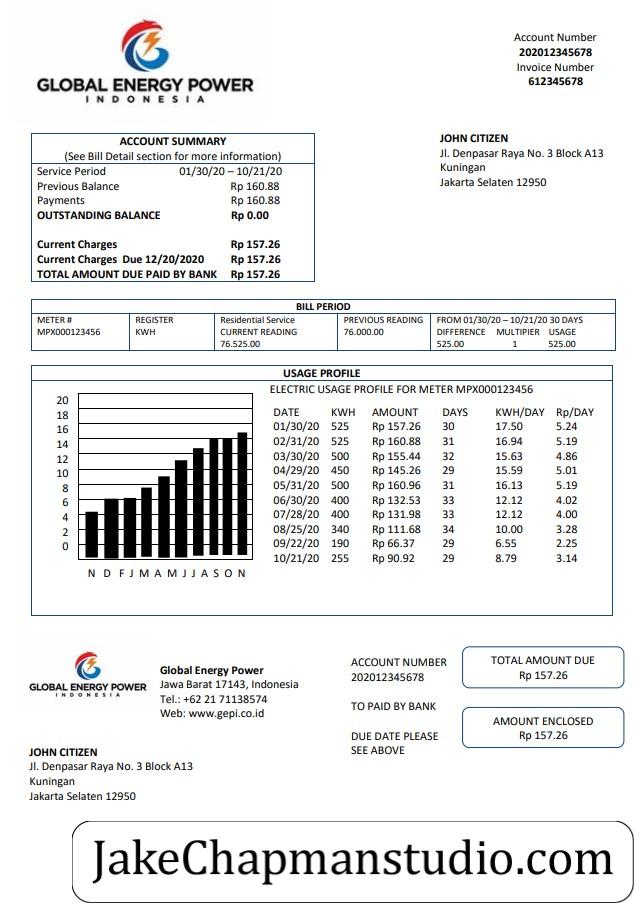 GLOBAL ENERGY POWER
INDONESIA
Account Number
202012345678
Invoice Number
612345678
ACCOUNT SUMMARY
(See Bill Detail section for more information)
Service Period 01/30/20 – 10/21/20
Previous Balance Rp 160.88
Payments Rp 160.88
OUTSTANDING BALANCE Rp 0.00
Current Charges Rp 157.26
Current Charges Due 12/20/2020 Rp 157.26
TOTAL AMOUNT DUE PAID BY BANK Rp 157.26
JOHN CITIZEN
Jl. Denpasar Raya No. 3 Block A13
Kuningan
Jakarta Selaten 12950
BILL PERIOD
METER # REGISTER Residential Service PREVIOUS READING FROM 01/30/20 – 10/21/20 30 DAYS
MPX000123456 KWH CURRENT READING 76.000.00 DIFFERENCE MULTIPIER USAGE
76.525.00 525.00 1 525.00
USAGE PROFILE
ELECTRIC USAGE PROFILE FOR METER MPX000123456
20
18
16
14
12
10
8
6
4
2
0
N D F J M A M J J A S O N
DATE KWH AMOUNT DAYS KWH/DAY Rp/DAY
01/30/20 525 Rp 157.26 30 17.50 5.24
02/31/20 525 Rp 160.88 31 16.94 5.19
03/30/20 500 Rp 155.44 32 15.63 4.86
04/29/20 450 Rp 145.26 29 15.59 5.01
05/31/20 500 Rp 160.96 31 16.13 5.19
06/30/20 400 Rp 132.53 33 12.12 4.02
07/28/20 400 Rp 131.98 33 12.12 4.00
08/25/20 340 Rp 111.68 34 10.00 3.28
09/22/20 190 Rp 66.37 29 6.55 2.25
10/21/20 255 Rp 90.92 29 8.79 3.14
GLOBAL ENERGY POWER
INDONESIA
Global Energy Power
Jawa Barat 17143, Indonesia
Tel.: +62 21 71138574
Web: www.gepi.co.id
ACCOUNT NUMBER
202012345678
TO PAID BY BANK
DUE DATE PLEASE
SEE ABOVE
TOTAL AMOUNT DUE
Rp 157.26
AMOUNT ENCLOSED
Rp 157.26
JOHN CITIZEN
Jl. Denpasar Raya No. 3 Block A13
Kuningan
Jakarta Selaten 12950
JakeChapmanstudio.com